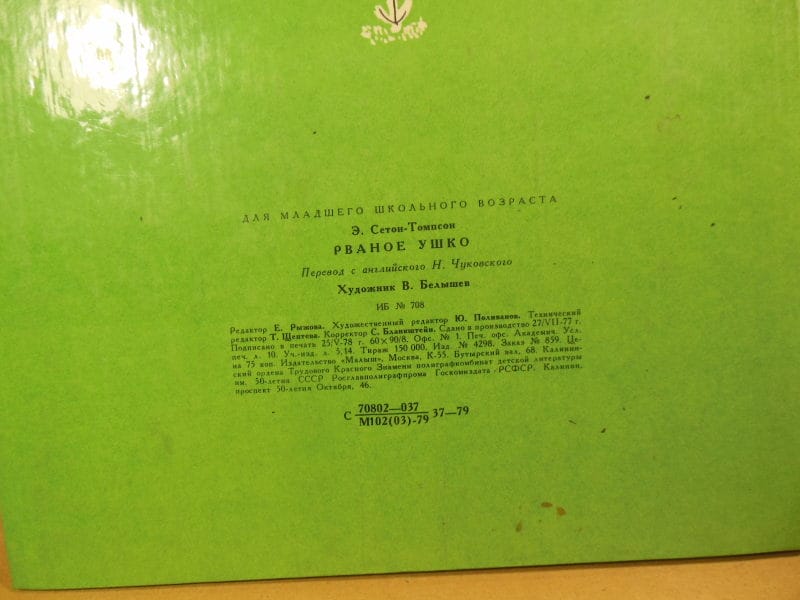 ДЛЯ МЛАДШЕГО ШКОЛЬНОГО ВОЗРАСТА
Э. Сетон-Томпсон
РВАНОЕ УШКО
Перевод с английского Н. Чуковского
Художник В. Белышев
ИБ № 708
Редактор Е. Рыжова. Художественный редактор Ю. Поливанов. Технический
редактор Т. Щептева. Корректор С. Бланкштейн. Сдано в производство 27/VII-77 г.
Подписано в печать 25/V-78 г. 60×90/8. Офс. № 1. Печ. офс. Академич. Усл.
печ. л. 10. Уч.-изд. л. 5,14. Тираж 150 000. Изд. № 4298. Заказ № 859. Це-
на 75 коп. Издательство «Малыш», Москва, К-55, Бутырский вал, 68. Калинин-
ский ордена Трудового Красного Знамени полиграфкомбинат детской литературы
им. 50-летия СССР Росглавполиграфпрома Госкомиздата РСФСР. Калинин,
проспект 50-летия Октября, 46.
С 70802—037 37—79
М102(03)-79